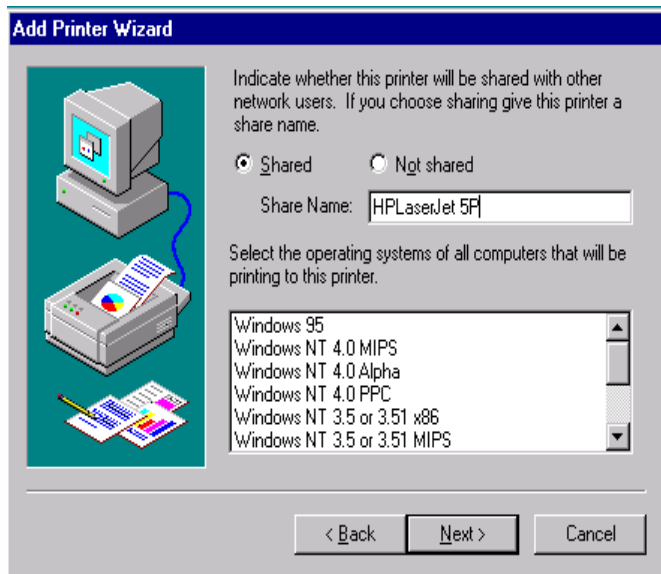 Add Printer Wizard
Indicate whether this printer will be shared with other
network users.  If you choose sharing give this printer a
share name.
Shared Not shared
Share Name: HPLaserJet 5P
Select the operating systems of all computers that will be
printing to this printer.
Windows 95
Windows NT 4.0 MIPS
Windows NT 4.0 Alpha
Windows NT 4.0 PPC
Windows NT 3.5 or 3.51 x86
Windows NT 3.5 or 3.51 MIPS
< Back Next > Cancel